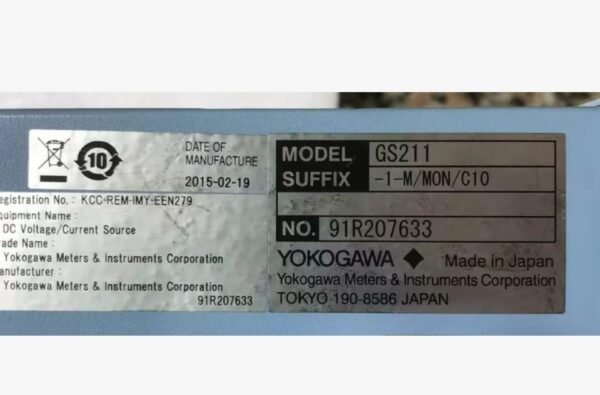 10
DATE OF
MANUFACTURE
2015-02-19
egistration No. : KCC-REM-IMY-EEN279
quipment Name :
DC Voltage/Current Source
rade Name :
Yokogawa Meters & Instruments Corporation
anufacturer :
Yokogawa Meters & Instruments Corporation
91R207633
MODEL GS211
SUFFIX -1-M/MON/C10
NO. 91R207633
YOKOGAWA ◆ Made in Japan
Yokogawa Meters & Instruments Corporation
TOKYO 190-8586 JAPAN